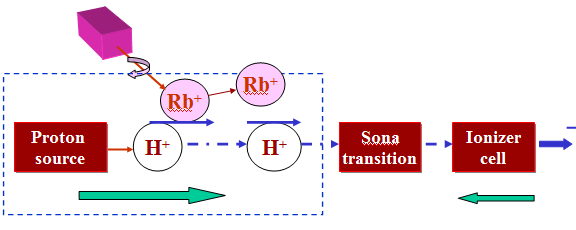 Rb+
Rb+
Proton
source
H+
H+
Sona
transition
Ionizer
cell